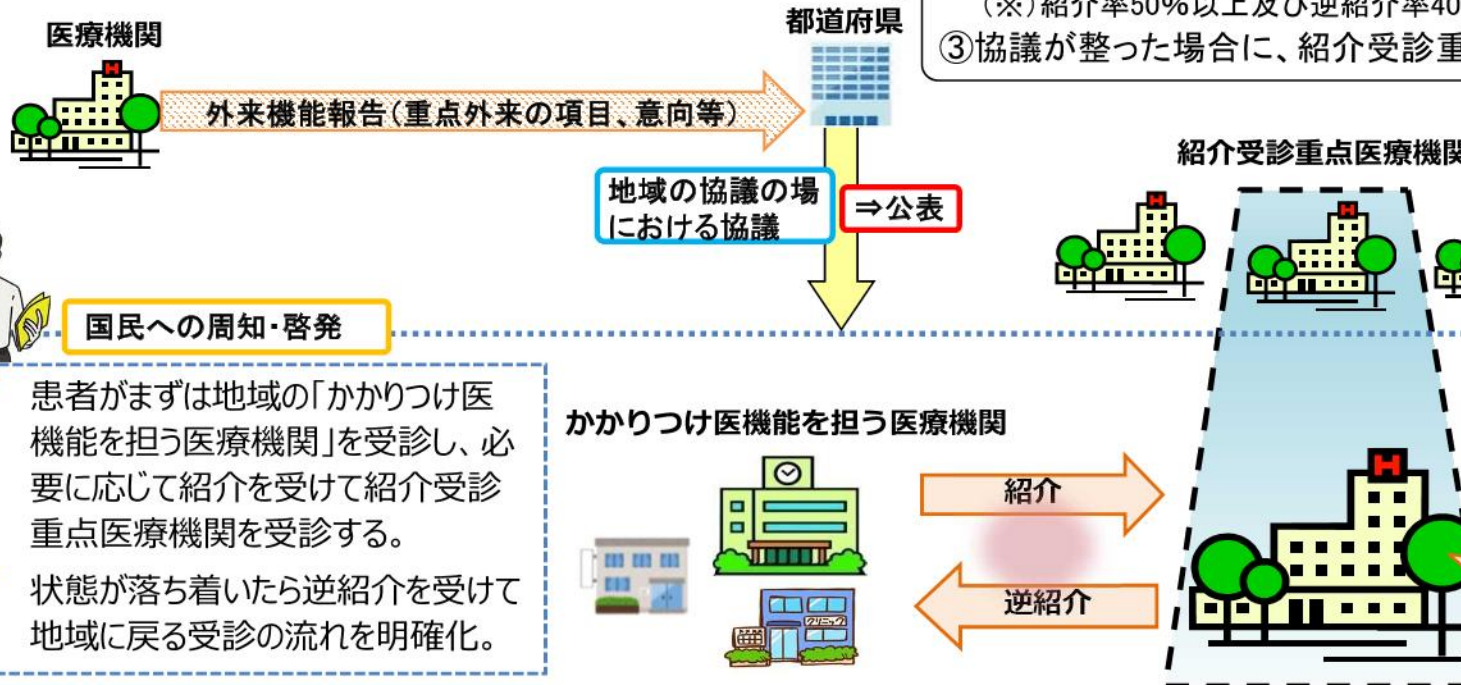 (※)紹介率50%以上及び逆紹介率40
③協議が整った場合に、紹介受診重
医療機関
都道府県
外来機能報告(重点外来の項目、意向等)
地域の協議の場
における協議
⇒公表
紹介受診重点医療機関
国民への周知・啓発
患者がまずは地域の「かかりつけ医
機能を担う医療機関」を受診し、必
要に応じて紹介を受けて紹介受診
重点医療機関を受診する。
状態が落ち着いたら逆紹介を受けて
地域に戻る受診の流れを明確化。
かかりつけ医機能を担う医療機関
クリニック
紹介
逆紹介
H
H
H
H